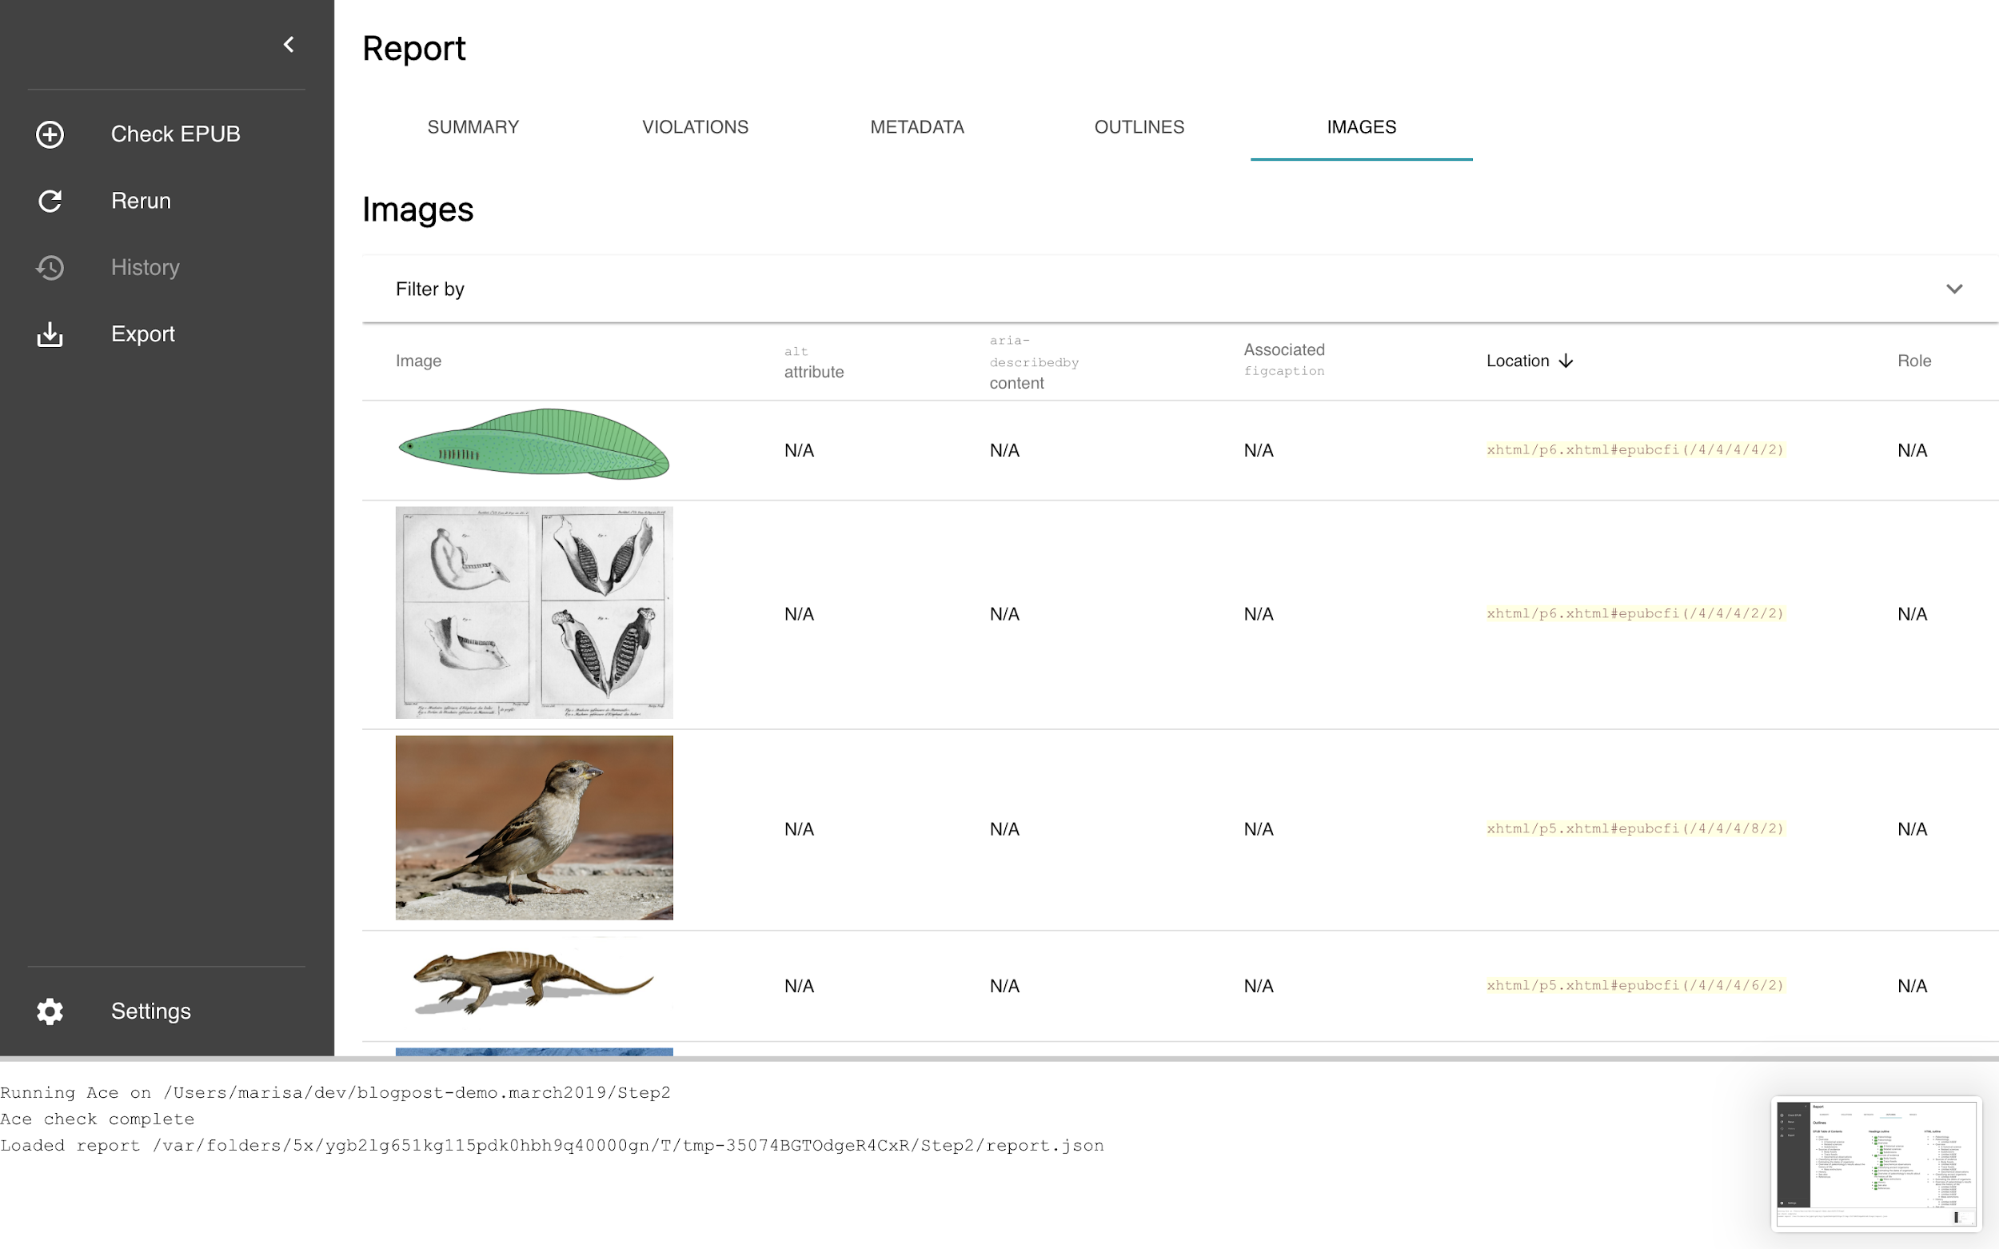 Report
SUMMARY VIOLATIONS METADATA OUTLINES IMAGES
Check EPUB
Rerun
History
Export
Settings
Images
Filter by
Image alt attribute aria-describedby content Associated figcaption Location Role
N/A N/A N/A xhtml/p6.xhtml#epubcfi(/4/4/4/4/2) N/A
N/A N/A N/A xhtml/p6.xhtml#epubcfi(/4/4/4/2/2) N/A
N/A N/A N/A xhtml/p5.xhtml#epubcfi(/4/4/4/8/2) N/A
N/A N/A N/A xhtml/p5.xhtml#epubcfi(/4/4/4/6/2) N/A
Running Ace on /Users/marisa/dev/blogpost-demo.march2019/Step2
Ace check complete
Loaded report /var/folders/5x/ygb2lg651kg115pdk0hbh9q40000gn/T/tmp-35074BGTOdgeR4CxR/Step2/report.json